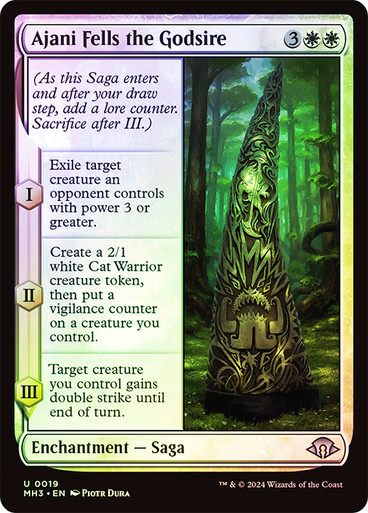 Ajani Fells the Godsire 3
(As this Saga enters
and after your draw
step, add a lore counter.
Sacrifice after III.)
I
Exile target
creature an
opponent controls
with power 3 or
greater.
II
Create a 2/1
white Cat Warrior
creature token,
then put a
vigilance counter
on a creature you
control.
III
Target creature
you control gains
double strike until
end of turn.
Enchantment — Saga
U 0019
MH3 • EN Piotr Dura
™ & © 2024 Wizards of the Coast